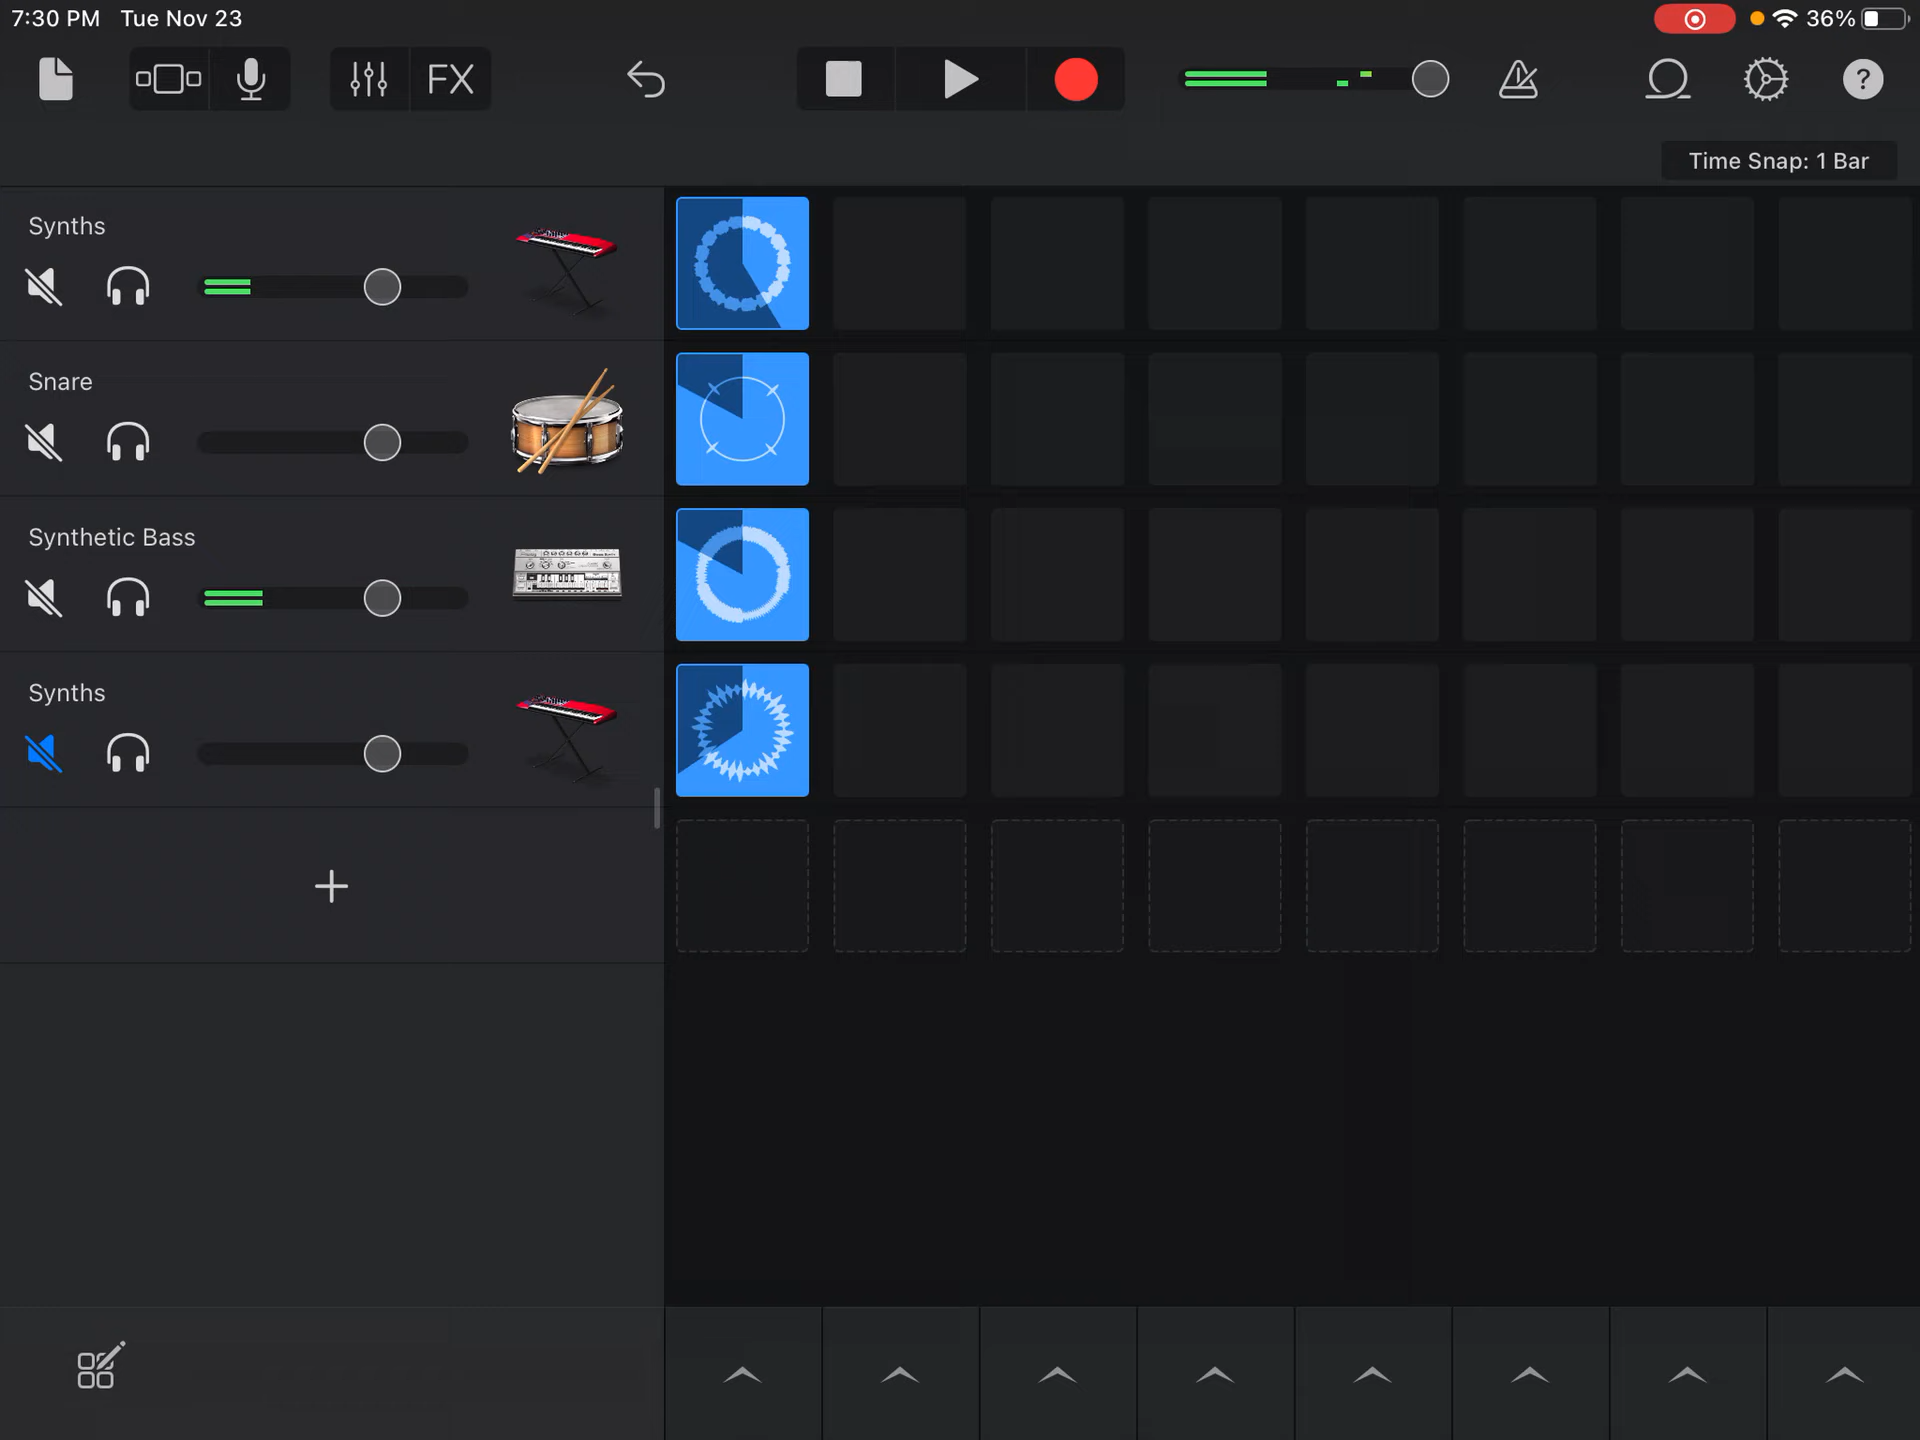 7:30 PM Tue Nov 23
36%
FX
?
Time Snap: 1 Bar
Synths
Snare
Synthetic Bass
Synths